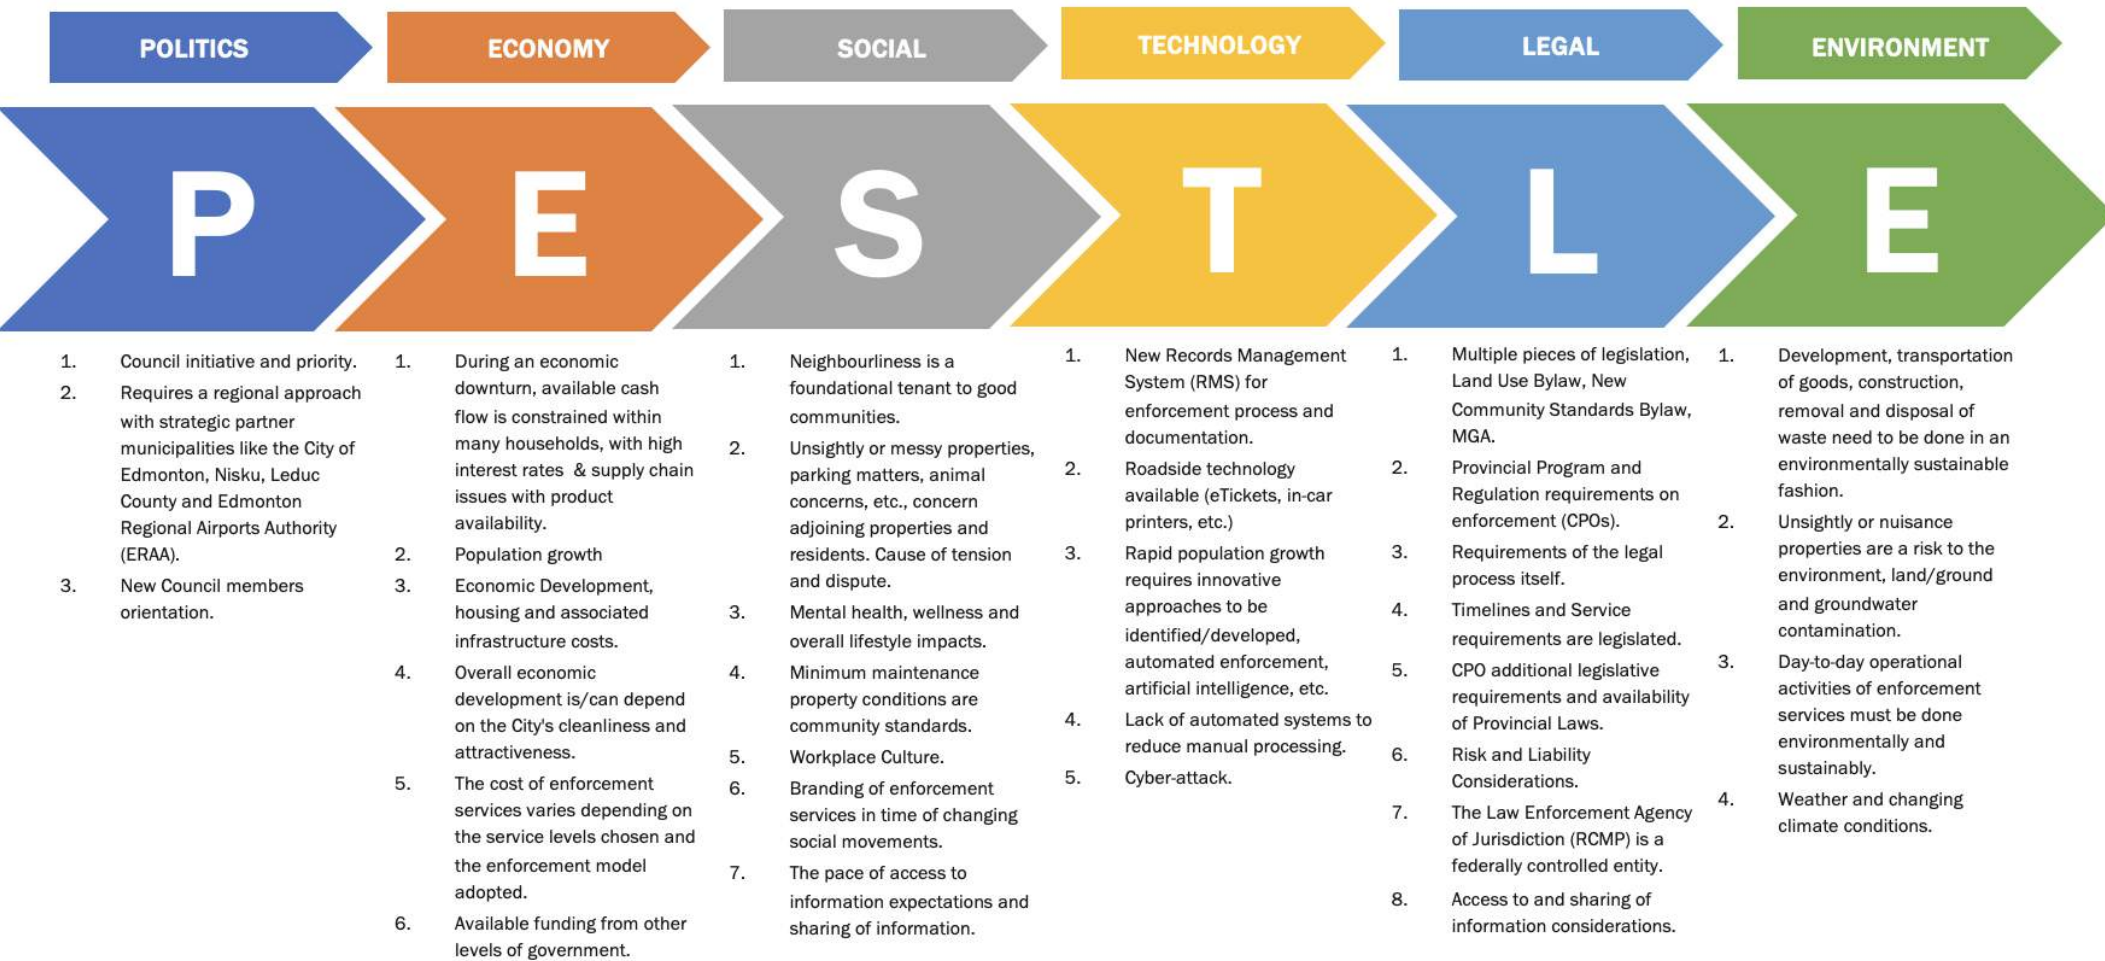 POLITICS
ECONOMY
SOCIAL
TECHNOLOGY
LEGAL
ENVIRONMENT
P
E
S
T
L
E
1. Council initiative and priority.
2. Requires a regional approach
with strategic partner
municipalities like the City of
Edmonton, Nisku, Leduc
County and Edmonton
Regional Airports Authority
(ERAA).
3. New Council members
orientation.
1. During an economic
downturn, available cash
flow is constrained within
many households, with high
interest rates & supply chain
issues with product
availability.
2. Population growth
3. Economic Development,
housing and associated
infrastructure costs.
4. Overall economic
development is/can depend
on the City's cleanliness and
attractiveness.
5. The cost of enforcement
services varies depending on
the service levels chosen and
the enforcement model
adopted.
6. Available funding from other
levels of government.
1. Neighbourliness is a
foundational tenant to good
communities.
2. Unsightly or messy properties,
parking matters, animal
concerns, etc., concern
adjoining properties and
residents. Cause of tension
and dispute.
3. Mental health, wellness and
overall lifestyle impacts.
4. Minimum maintenance
property conditions are
community standards.
5. Workplace Culture.
6. Branding of enforcement
services in time of changing
social movements.
7. The pace of access to
information expectations and
sharing of information.
1. New Records Management
System (RMS) for
enforcement process and
documentation.
2. Roadside technology
available (eTickets, in-car
printers, etc.)
3. Rapid population growth
requires innovative
approaches to be
identified/developed,
automated enforcement,
artificial intelligence, etc.
4. Lack of automated systems to
reduce manual processing.
5. Cyber-attack.
1. Multiple pieces of legislation,
Land Use Bylaw, New
Community Standards Bylaw,
MGA.
2. Provincial Program and
Regulation requirements on
enforcement (CPOs).
3. Requirements of the legal
process itself.
4. Timelines and Service
requirements are legislated.
5. CPO additional legislative
requirements and availability
of Provincial Laws.
6. Risk and Liability
Considerations.
7. The Law Enforcement Agency
of Jurisdiction (RCMP) is a
federally controlled entity.
8. Access to and sharing of
information considerations.
1. Development, transportation
of goods, construction,
removal and disposal of
waste need to be done in an
environmentally sustainable
fashion.
2. Unsightly or nuisance
properties are a risk to the
environment, land/ground
and groundwater
contamination.
3. Day-to-day operational
activities of enforcement
services must be done
environmentally and
sustainably.
4. Weather and changing
climate conditions.